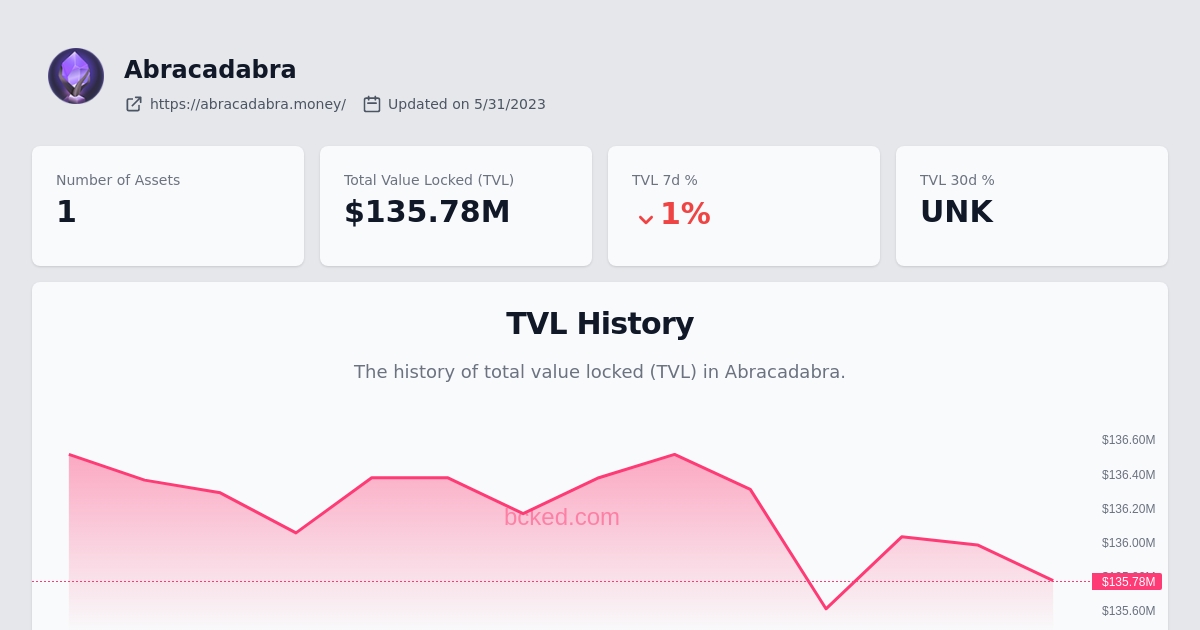 Abracadabra
https://abracadabra.money/ Updated on 5/31/2023
Number of Assets
1
Total Value Locked (TVL)
$135.78M
TVL 7d %
1%
TVL 30d %
UNK
TVL History
The history of total value locked (TVL) in Abracadabra.
$136.60M
$136.40M
$136.20M
bcked.com
$136.00M
$135.78M
$135.60M